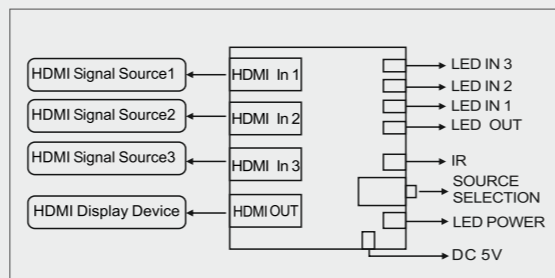 HDMI Signal Source1
HDMI Signal Source2
HDMI Signal Source3
HDMI Display Device
HDMI In 1
HDMI In 2
HDMI In 3
HDMI OUT
LED IN 3
LED IN 2
LED IN 1
LED OUT
IR
SOURCE
SELECTION
LED POWER
DC 5V